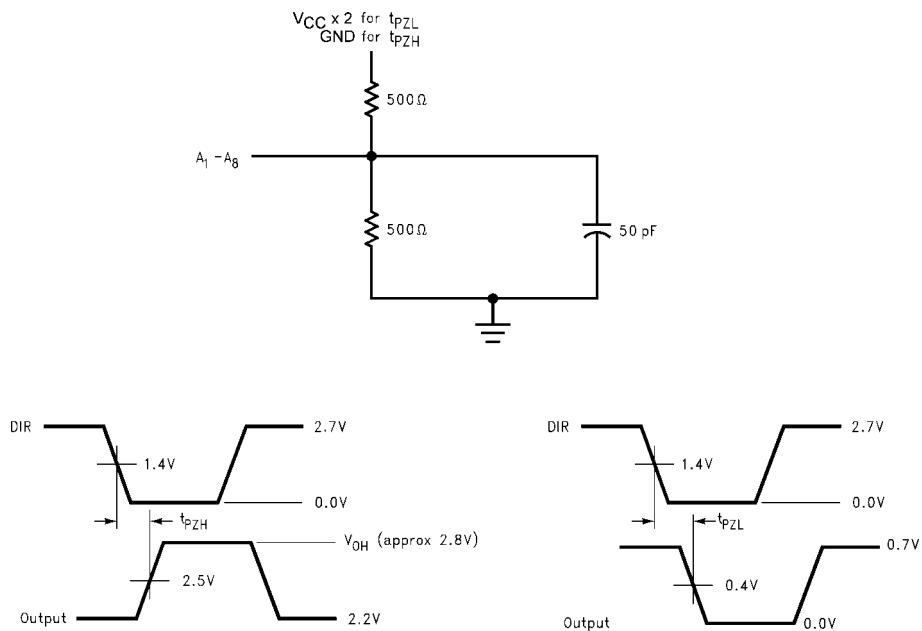 VCC x 2 for tPZL
GND for tPZH
500Ω
A1 -A8
500Ω
50 pF
DIR
2.7V
1.4V
0.0V
tPZH
VOH (approx 2.8V)
2.5V
Output
2.2V
DIR
2.7V
1.4V
0.0V
tPZL
0.7V
0.4V
Output
0.0V